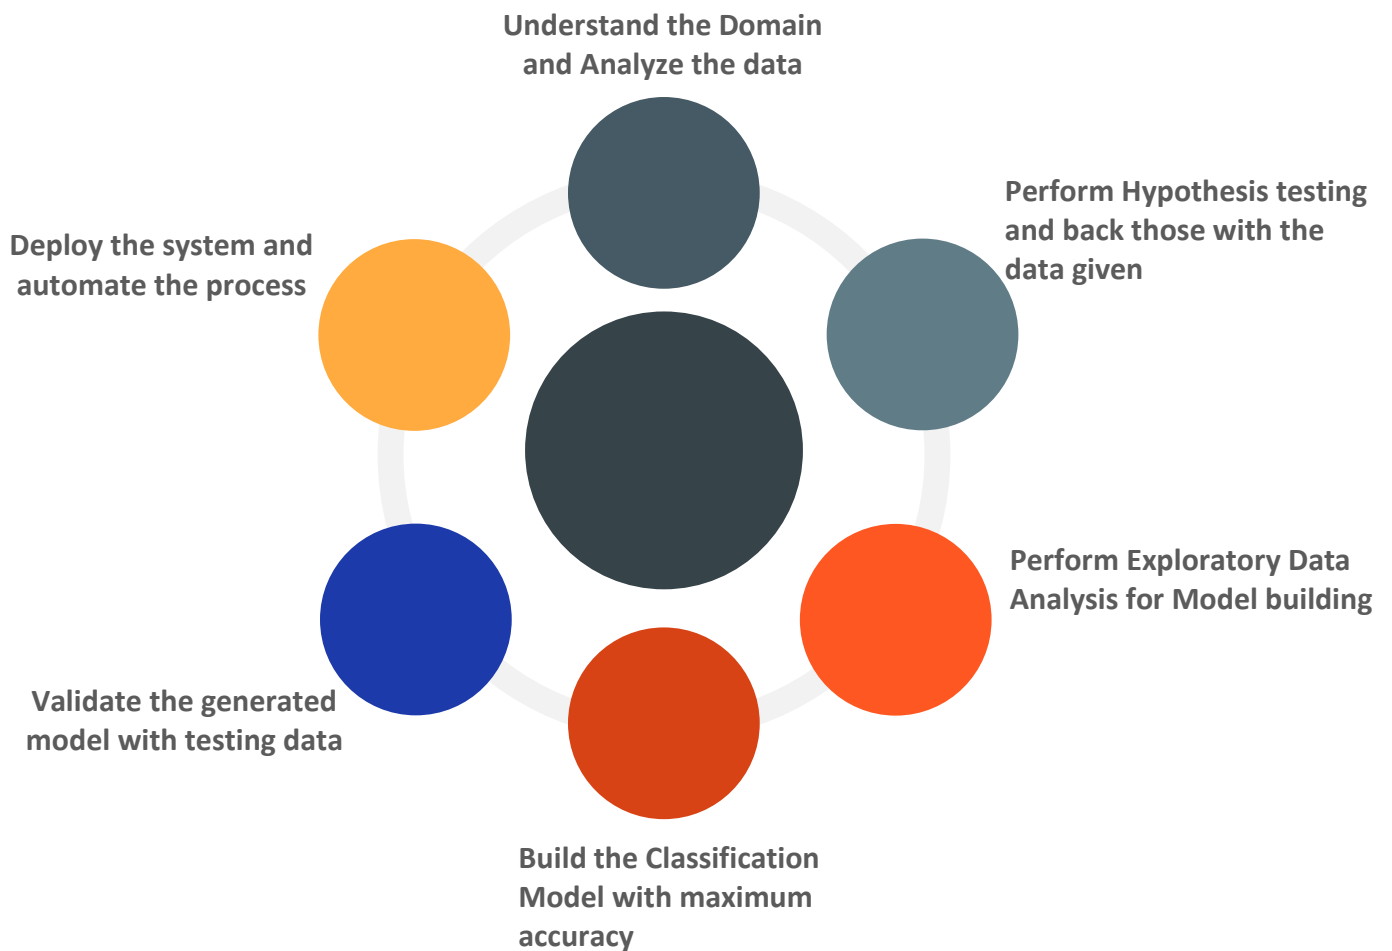 Understand the Domain
and Analyze the data
Perform Hypothesis testing
and back those with the
data given
Perform Exploratory Data
Analysis for Model building
Build the Classification
Model with maximum
accuracy
Validate the generated
model with testing data
Deploy the system and
automate the process